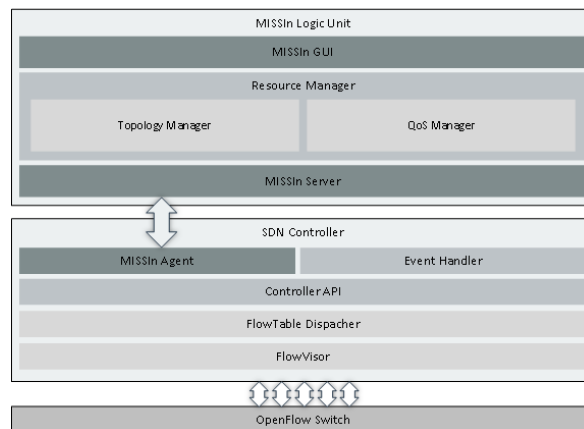 MISSIn Logic Unit
MISSIn GUI
Resource Manager
Topology Manager
QoS Manager
MISSIn Server
SDN Controller
MISSIn Agent
Event Handler
Controller API
FlowTable Dispacher
FlowVisor
OpenFlow Switch